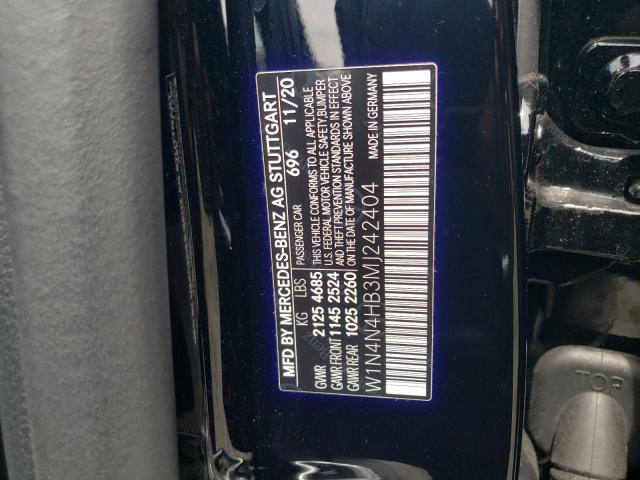 MFD BY MERCEDES-BENZ AG STUTTGART
696 11/20
PASSENGER CAR
KG LBS
GAWR 2125 4685
GAWR FRONT 1145 2524
GAWR REAR 1025 2260
THIS VEHICLE CONFORMS TO ALL APPLICABLE
U.S. FEDERAL MOTOR VEHICLE SAFETY, BUMPER
AND THEFT PREVENTION STANDARDS IN EFFECT
ON THE DATE OF MANUFACTURE SHOWN ABOVE
W1N4N4HB3MJ242404
MADE IN GERMANY
TOP